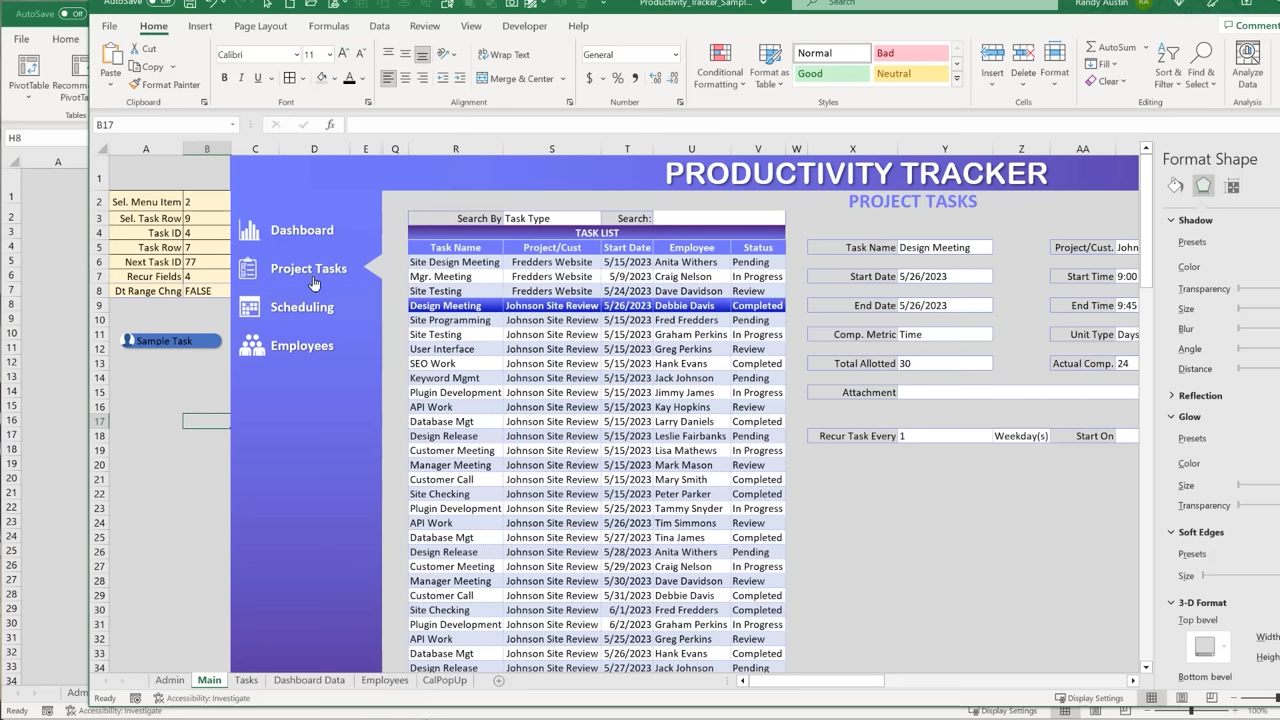 AutoSave Off
AutoSave Off Productivity_Tracker_Sampl... Search Randy Austin RA
File Home
File Home Insert Page Layout Formulas Data Review View Automate Developer Help Comment
PivotTable Recomme PivotTa
Tables
Paste Cut Copy Format Painter
Calibri 11 Wrap Text Merge & Center General
Conditional Formatting Format as Table Normal Bad Good Neutral
Insert Delete Format AutoSum Fill Clear Sort & Filter Find & Select Analyze Data
Clipboard Font Alignment Number Styles Cells Editing Analysis
H8
B17
A
A B C D E Q R S T U V W X Y Z AA
PRODUCTIVITY TRACKER
PROJECT TASKS
Sel. Menu Item 2
Sel. Task Row 9
Task ID 4
Task Row 7
Next Task ID 77
Recur Fields 4
Dt Range Chng FALSE
Sample Task
Dashboard
Project Tasks
Scheduling
Employees
Search By Task Type Search:
TASK LIST
Task Name Project/Cust Start Date Employee Status
Site Design Meeting Fredders Website 5/15/2023 Anita Withers Pending
Mgr. Meeting Fredders Website 5/9/2023 Craig Nelson In Progress
Site Testing Fredders Website 5/24/2023 Dave Davidson Review
Design Meeting Johnson Site Review 5/26/2023 Debbie Davis Completed
Site Programming Johnson Site Review 5/15/2023 Fred Fredders Pending
Site Testing Johnson Site Review 5/15/2023 Graham Perkins In Progress
User Interface Johnson Site Review 5/15/2023 Greg Perkins Review
SEO Work Johnson Site Review 5/15/2023 Hank Evans Completed
Keyword Mgmt Johnson Site Review 5/15/2023 Jack Johnson Pending
Plugin Development Johnson Site Review 5/15/2023 Jimmy James In Progress
API Work Johnson Site Review 5/15/2023 Kay Hopkins Review
Database Mgt Johnson Site Review 5/15/2023 Larry Daniels Completed
Design Release Johnson Site Review 5/15/2023 Leslie Fairbanks Pending
Customer Meeting Johnson Site Review 5/15/2023 Lisa Mathews In Progress
Manager Meeting Johnson Site Review 5/15/2023 Mark Mason Review
Customer Call Johnson Site Review 5/15/2023 Mary Smith Completed
Site Checking Johnson Site Review 5/15/2023 Peter Parker Completed
Plugin Development Johnson Site Review 5/25/2023 Tammy Snyder In Progress
API Work Johnson Site Review 5/26/2023 Tim Simmons Review
Database Mgt Johnson Site Review 5/27/2023 Tina James Completed
Design Release Johnson Site Review 5/28/2023 Anita Withers Pending
Customer Meeting Johnson Site Review 5/29/2023 Craig Nelson In Progress
Manager Meeting Johnson Site Review 5/30/2023 Dave Davidson Review
Customer Call Johnson Site Review 5/31/2023 Debbie Davis Completed
Site Checking Johnson Site Review 6/1/2023 Fred Fredders Completed
Plugin Development Johnson Site Review 6/2/2023 Graham Perkins In Progress
API Work Johnson Site Review 5/25/2023 Greg Perkins Review
Database Mgt Johnson Site Review 5/26/2023 Hank Evans Completed
Design Release Johnson Site Review 5/27/2023 Jack Johnson Pending
Task Name Design Meeting Project/Cust. John
Start Date 5/26/2023 Start Time 9:00
End Date 5/26/2023 End Time 9:45
Comp. Metric Time Unit Type Days
Total Allotted 30 Actual Comp. 24
Attachment
Recur Task Every 1 Weekday(s) Start On
Format Shape
Shadow
Presets
Color
Transparency
Size
Blur
Angle
Distance
Reflection
Glow
Presets
Color
Size
Transparency
Soft Edges
Presets
Size
3-D Format
Top bevel
Width
Heigh
Bottom bevel
Admin Main Tasks Dashboard Data Employees CalPopUp
Adm
Ready Accessibility: Investigate Display Settings
Ready Accessibility: Investigate Display Settings 100%